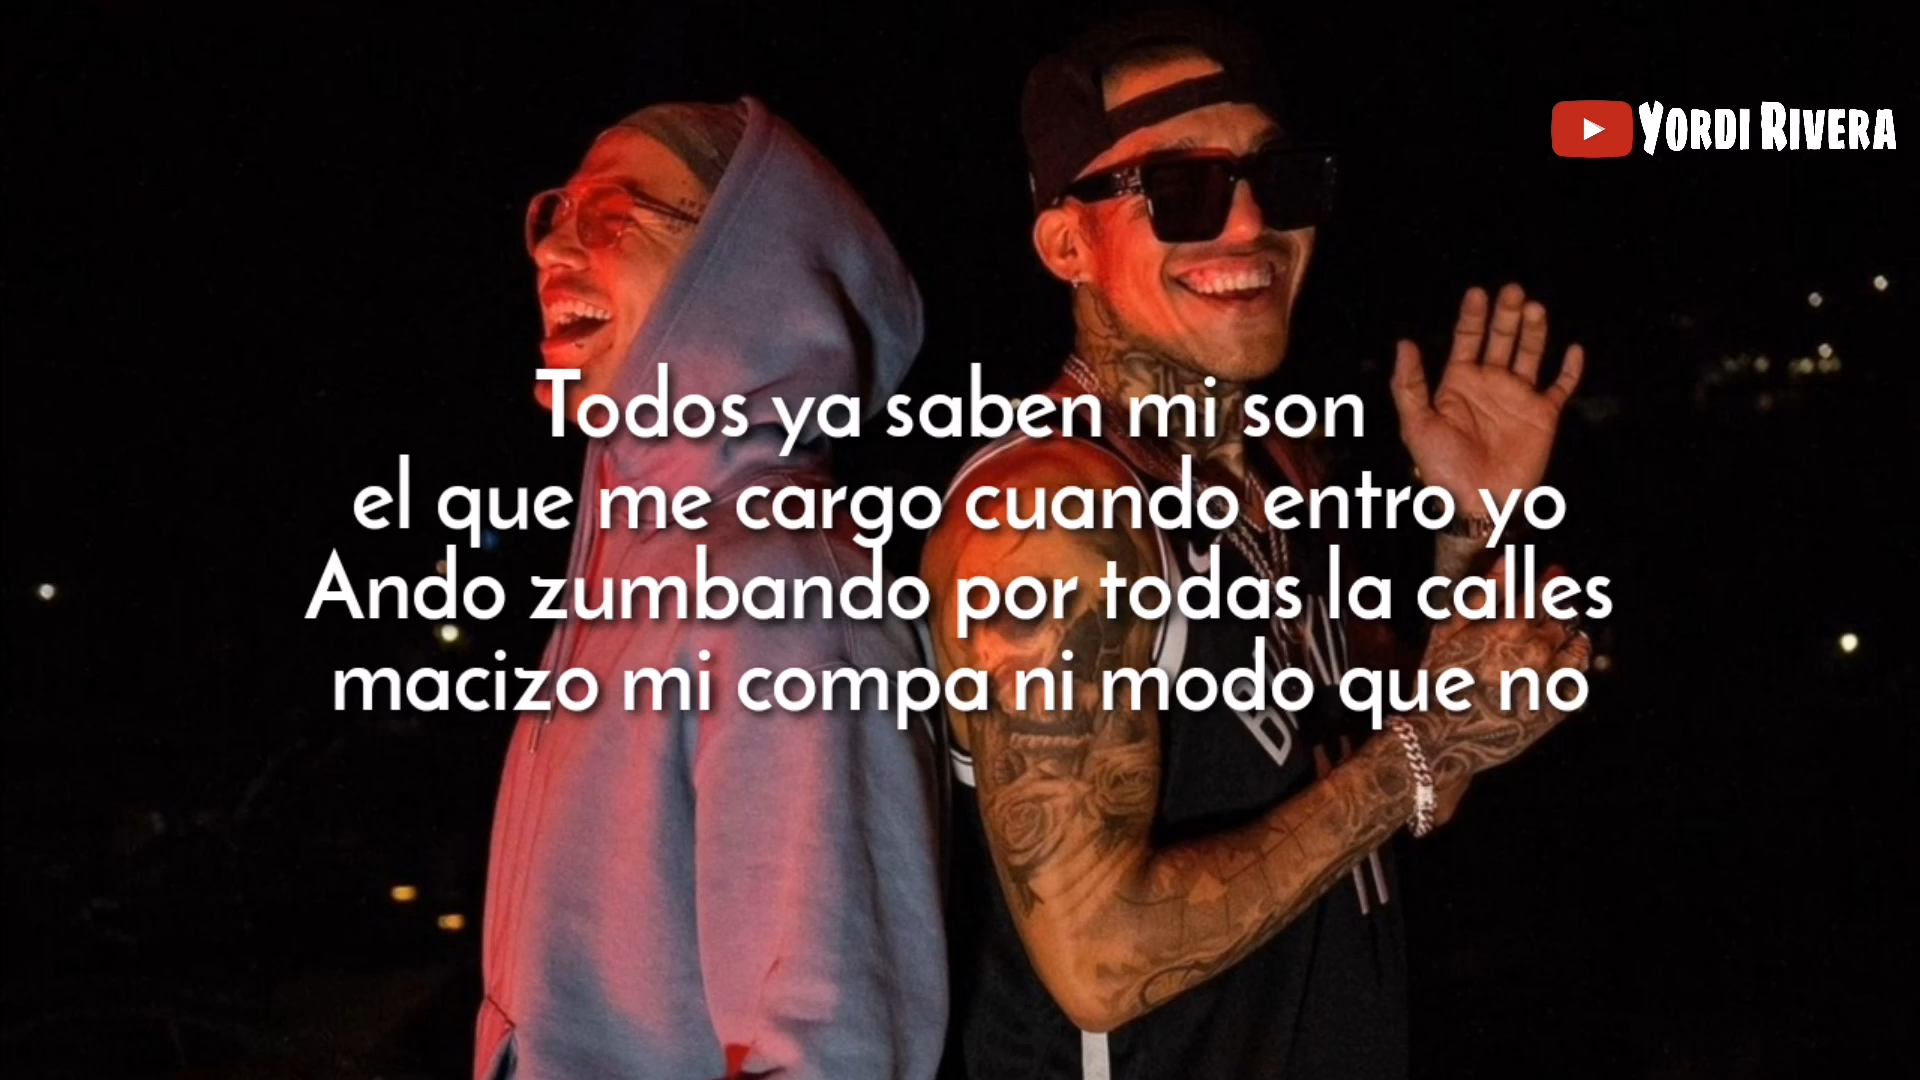 YORDI RIVERA
Todos ya saben mi son
el que me cargo cuando entro yo
Ando zumbando por todas la calles
macizo mi compa ni modo que no